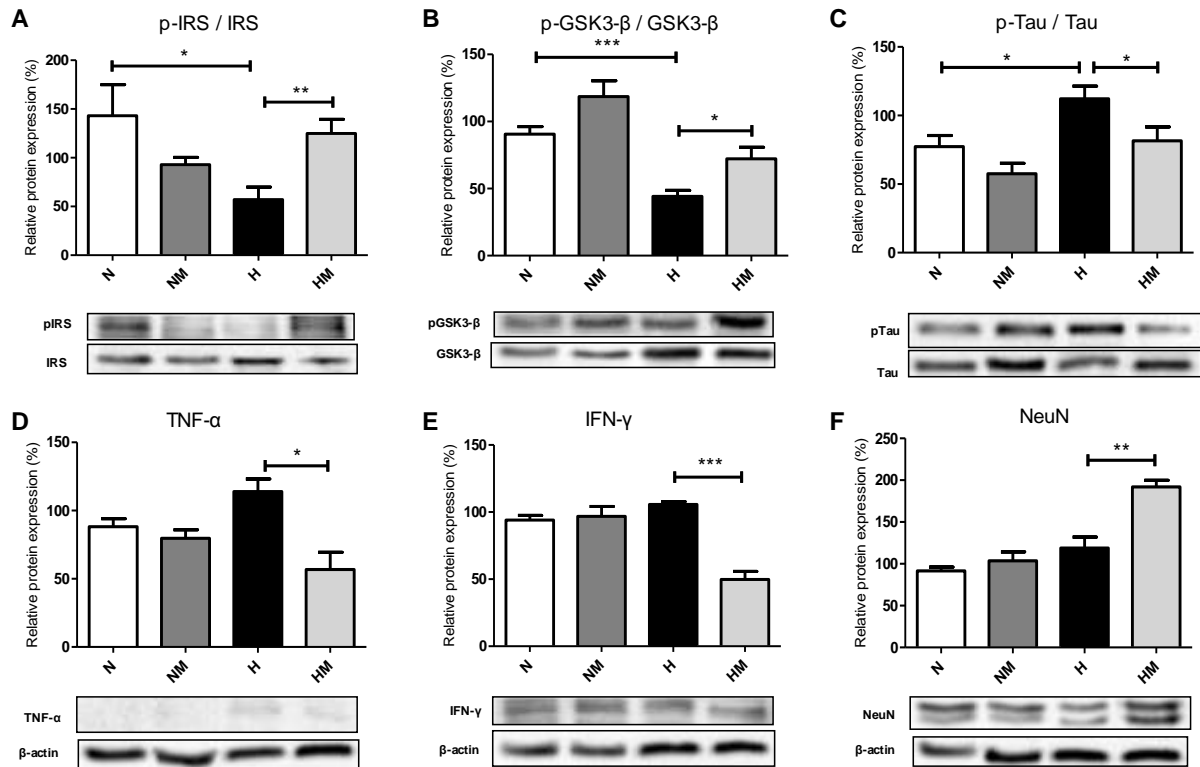 A
p-IRS / IRS
Relative protein expression (%)
200
150
100
50
0
*
**
N
NM
H
HM
pIRS
IRS
B
p-GSK3-β / GSK3-β
Relative protein expression (%)
150
100
50
0
***
*
N
NM
H
HM
pGSK3-β
GSK3-β
C
p-Tau / Tau
Relative protein expression (%)
150
100
50
0
*
*
N
NM
H
HM
pTau
Tau
D
TNF-α
Relative protein expression (%)
150
100
50
0
*
N
NM
H
HM
TNF-α
β-actin
E
IFN-γ
Relative protein expression (%)
150
100
50
0
***
N
NM
H
HM
IFN-γ
β-actin
F
NeuN
Relative protein expression (%)
250
200
150
100
50
0
**
N
NM
H
HM
NeuN
β-actin